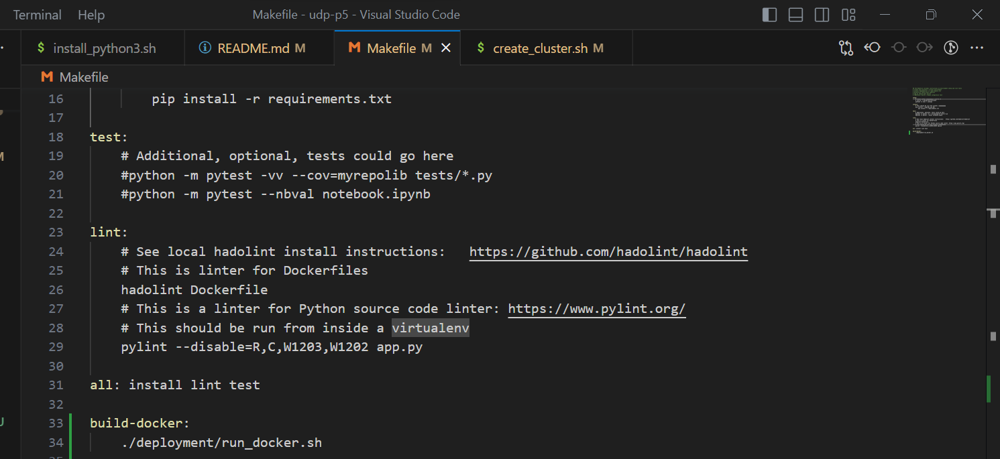 Terminal Help Makefile - udp-p5 - Visual Studio Code
$ install_python3.sh README.md M Makefile M create_cluster.sh M
M Makefile
16 pip install -r requirements.txt
17
18 test:
19 # Additional, optional, tests could go here
20 #python -m pytest -vv --cov=myrepolib tests/*.py
21 #python -m pytest --nbval notebook.ipynb
22
23 lint:
24 # See local hadolint install instructions: https://github.com/hadolint/hadolint
25 # This is linter for Dockerfiles
26 hadolint Dockerfile
27 # This is a linter for Python source code linter: https://www.pylint.org/
28 # This should be run from inside a virtualenv
29 pylint --disable=R,C,W1203,W1202 app.py
30
31 all: install lint test
32
33 build-docker:
34 ./deployment/run_docker.sh